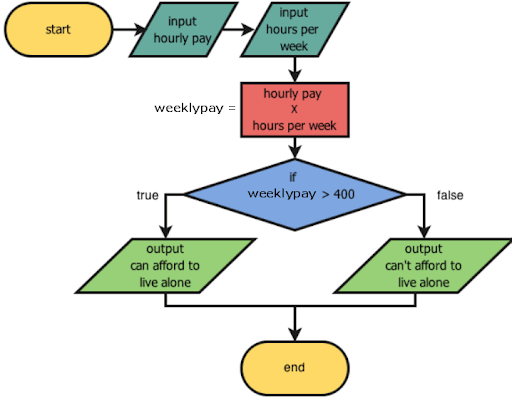 start
input
hourly pay
input
hours per
week
weeklypay =
hourly pay
X
hours per week
if
weeklypay > 400
true
false
output
can afford to
live alone
output
can't afford to
live alone
end